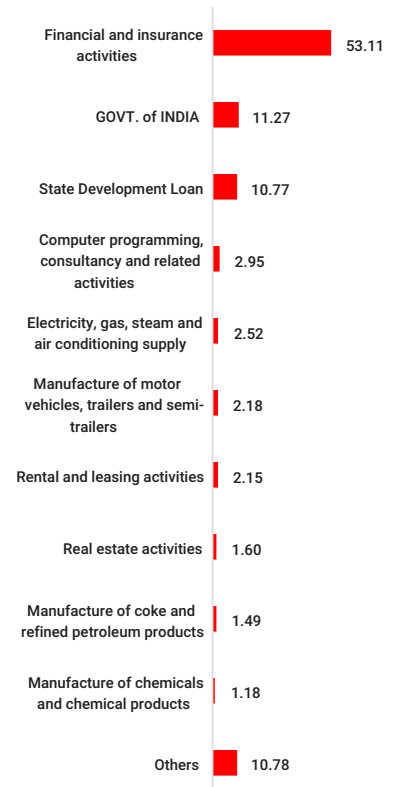 Financial and insurance
activities
53.11
GOVT. of INDIA
11.27
State Development Loan
10.77
Computer programming,
consultancy and related
activities
2.95
Electricity, gas, steam and
air conditioning supply
2.52
Manufacture of motor
vehicles, trailers and semi-
trailers
2.18
Rental and leasing activities
2.15
Real estate activities
1.60
Manufacture of coke and
refined petroleum products
1.49
Manufacture of chemicals
and chemical products
1.18
Others
10.78